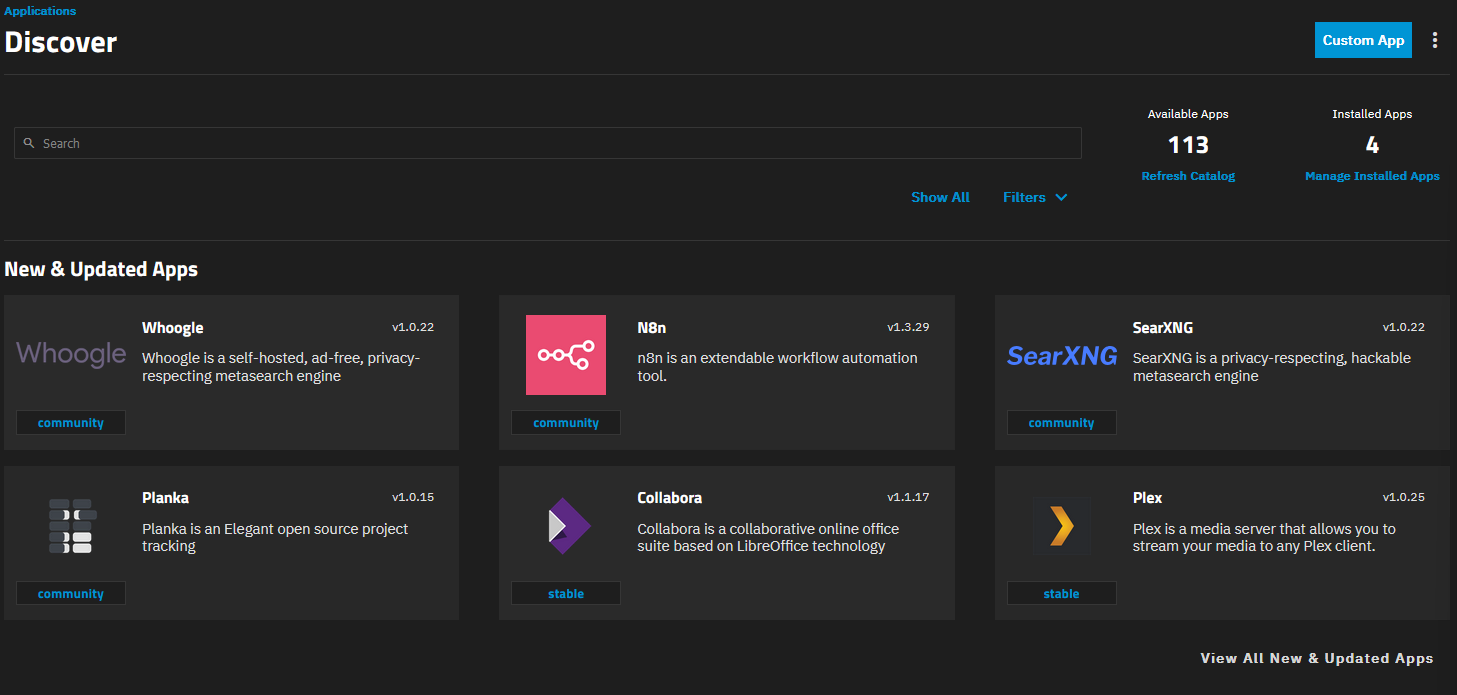 Applications
Discover
Custom App
Search
Available Apps
113
Refresh Catalog
Installed Apps
4
Manage Installed Apps
Show All
Filters
New & Updated Apps
Whoogle
Whoogle
v1.0.22
Whoogle is a self-hosted, ad-free, privacy-
respecting metasearch engine
community
N8n
v1.3.29
n8n is an extendable workflow automation
tool.
community
SearXNG
SearXNG
v1.0.22
SearXNG is a privacy-respecting, hackable
metasearch engine
community
Planka
v1.0.15
Planka is an Elegant open source project
tracking
community
Collabora
v1.1.17
Collabora is a collaborative online office
suite based on LibreOffice technology
stable
Plex
v1.0.25
Plex is a media server that allows you to
stream your media to any Plex client.
stable
View All New & Updated Apps